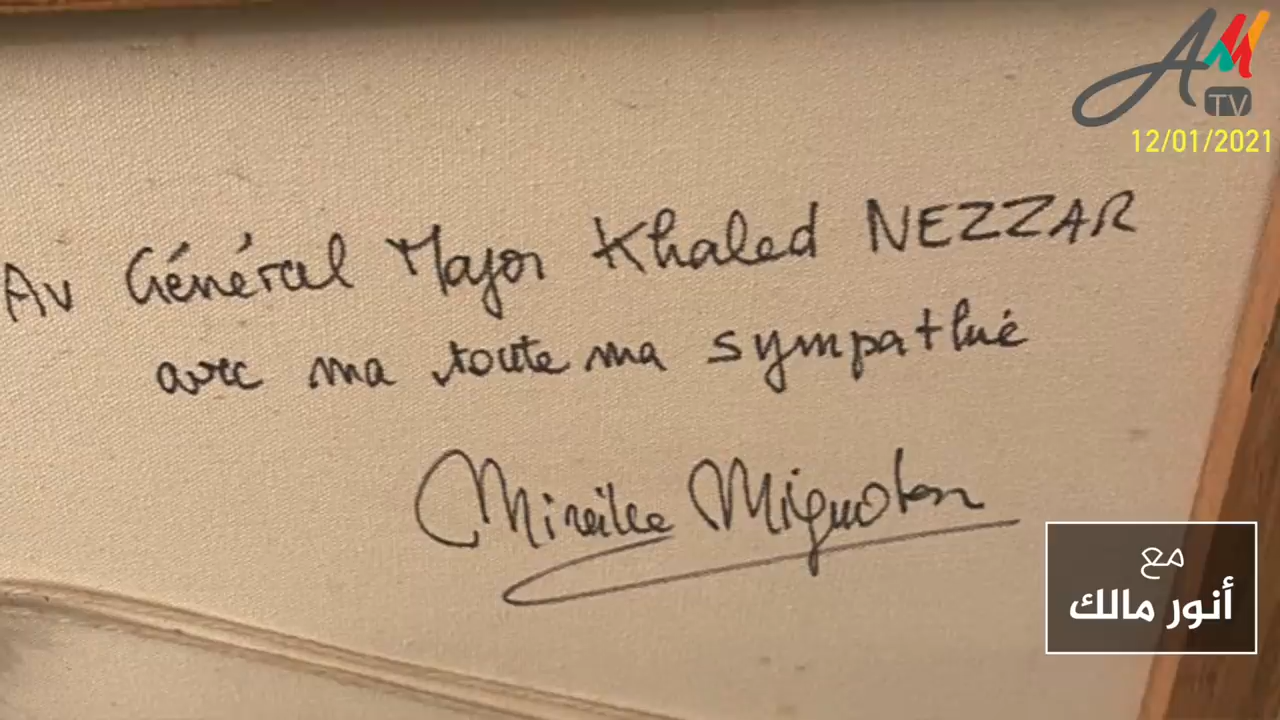 AM
TV
12/01/2021
Au Général Major Khaled NEZZAR
avec ma toute ma sympathie
Mireille Mignoton
مع
أنور مالك